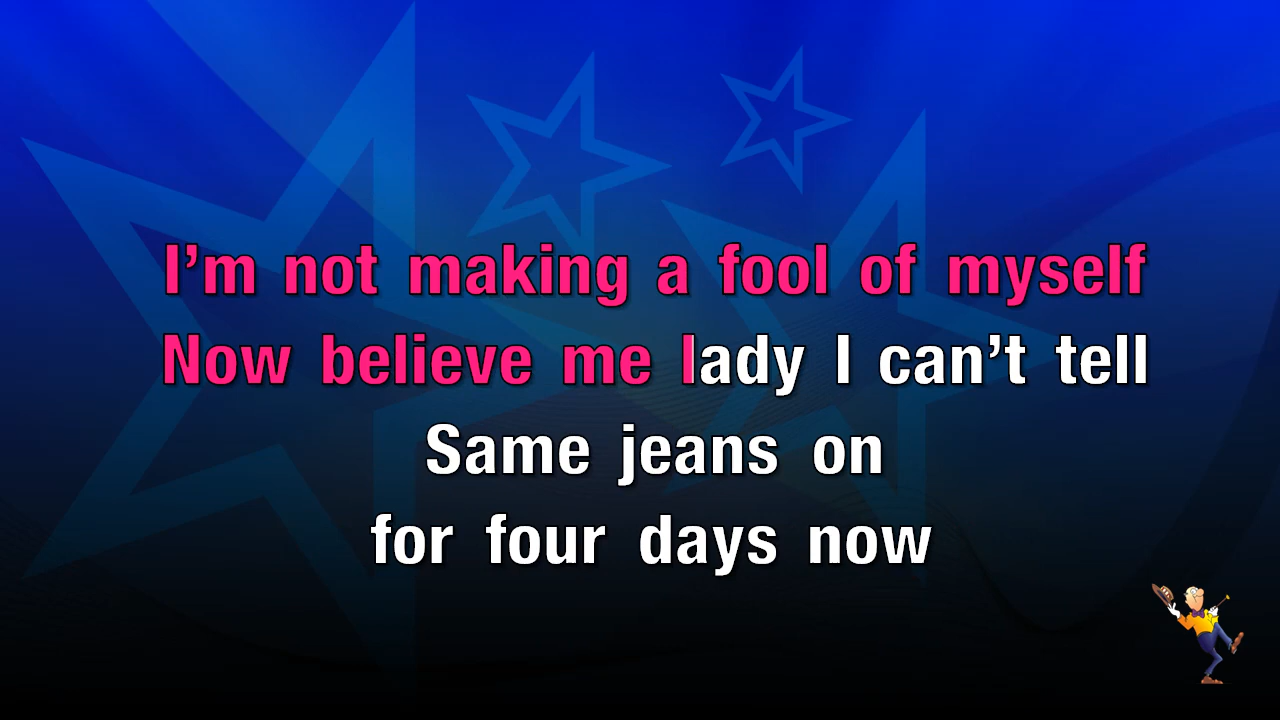 I’m not making a fool of myself
Now believe me lady I can’t tell
Same jeans on
for four days now